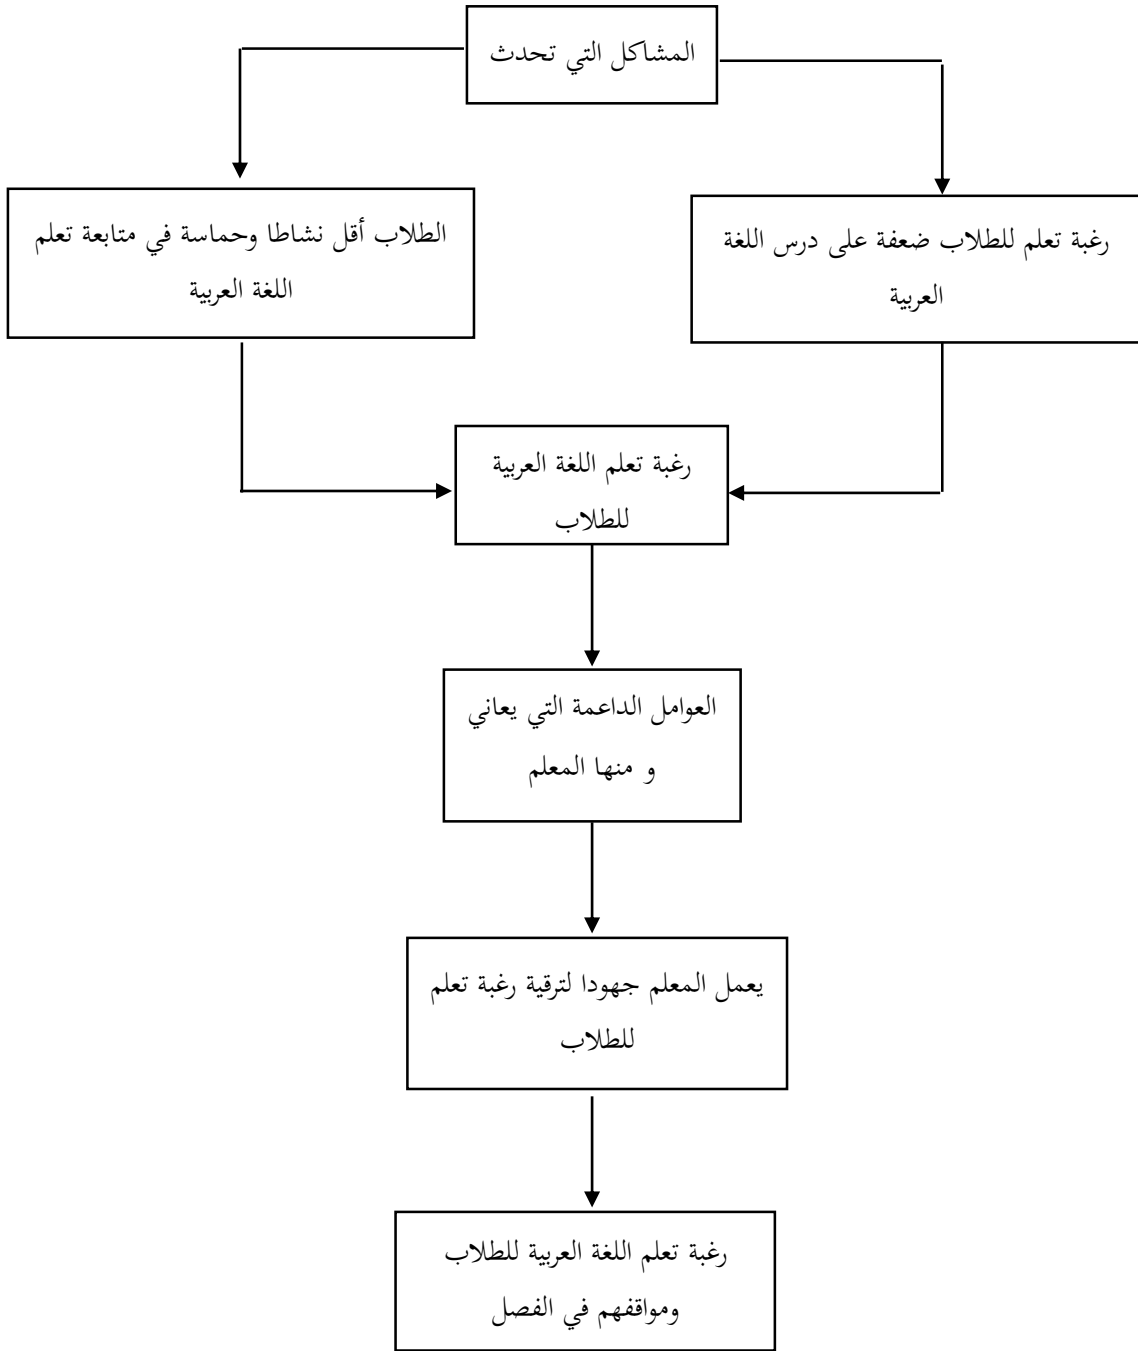 المشاكل التي تحدث
رغبة تعلم للطلاب ضعفة على درس اللغة
العربية
الطلاب أقل نشاطا وحماسة في متابعة تعلم
اللغة العربية
رغبة تعلم اللغة العربية
للطلاب
العوامل الداعمة التي يعاني
و منها المعلم
يعمل المعلم جهودا لترقية رغبة تعلم
للطلاب
رغبة تعلم اللغة العربية للطلاب
ومواقفهم في الفصل